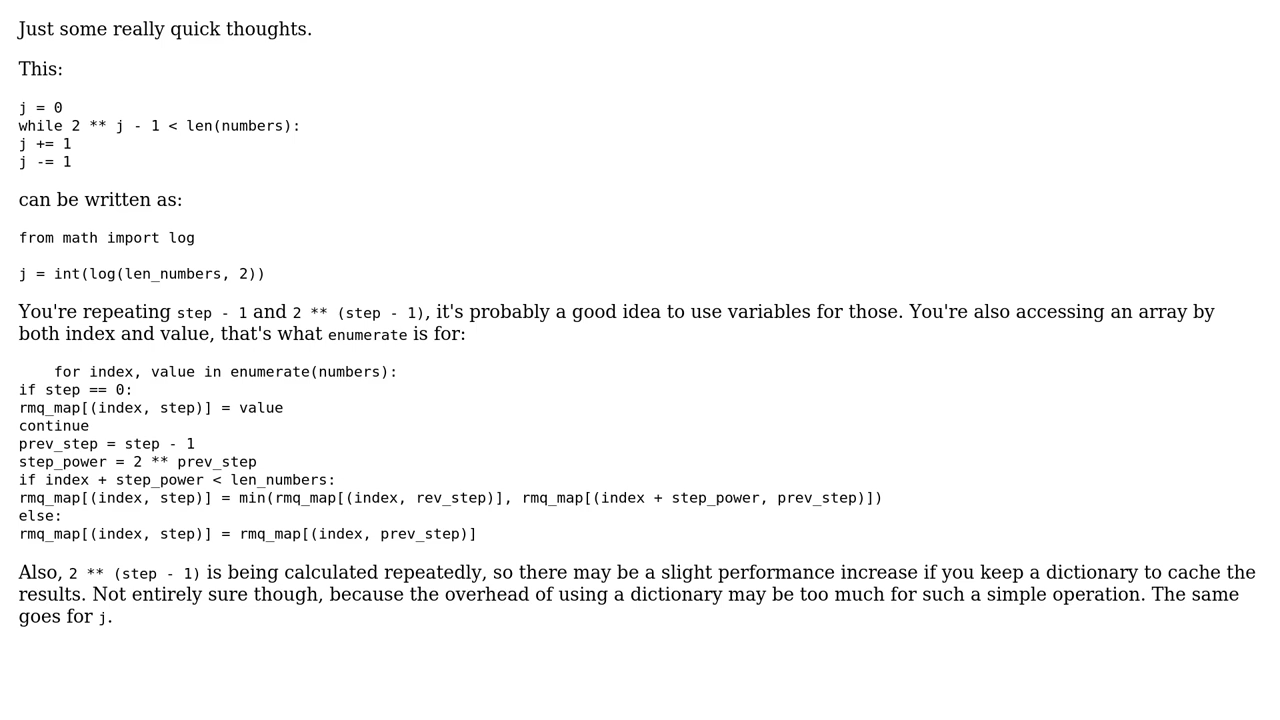 Just some really quick thoughts.
This:
j = 0
while 2 ** j - 1 < len(numbers):
j += 1
j -= 1
can be written as:
from math import log
j = int(log(len_numbers, 2))
You're repeating step - 1 and 2 ** (step - 1), it's probably a good idea to use variables for those. You're also accessing an array by
both index and value, that's what enumerate is for:
    for index, value in enumerate(numbers):
if step == 0:
rmq_map[(index, step)] = value
continue
prev_step = step - 1
step_power = 2 ** prev_step
if index + step_power < len_numbers:
rmq_map[(index, step)] = min(rmq_map[(index, rev_step)], rmq_map[(index + step_power, prev_step)])
else:
rmq_map[(index, step)] = rmq_map[(index, prev_step)]
Also, 2 ** (step - 1) is being calculated repeatedly, so there may be a slight performance increase if you keep a dictionary to cache the
results. Not entirely sure though, because the overhead of using a dictionary may be too much for such a simple operation. The same
goes for j.